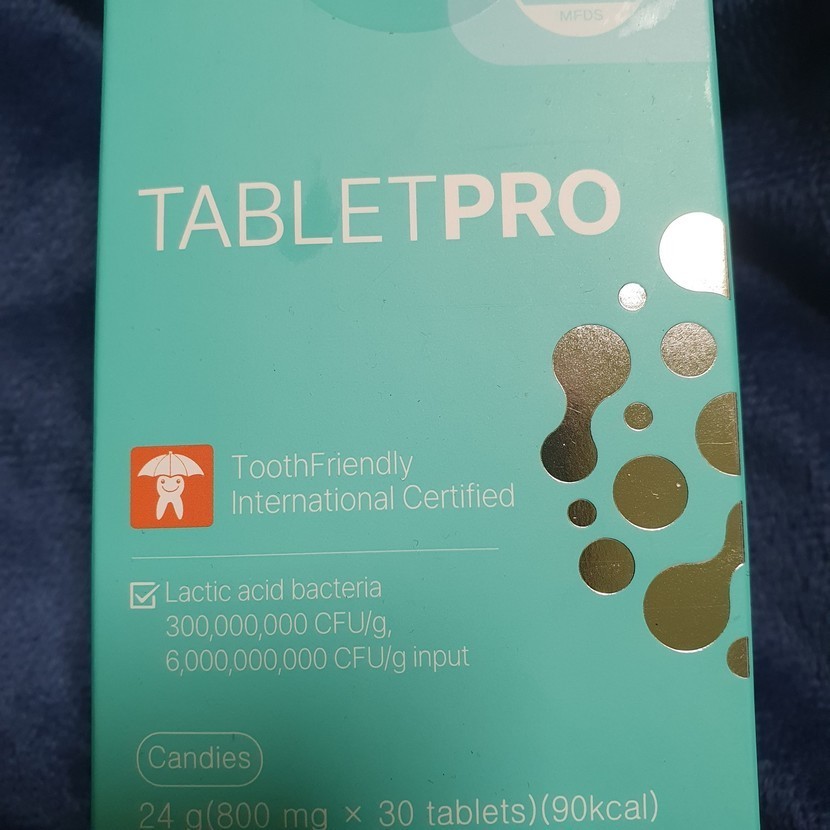 MFDS
TABLETPRO
ToothFriendly
International Certified
Lactic acid bacteria
300,000,000 CFU/g,
6,000,000,000 CFU/g input
Candies
24 g(800 mg × 30 tablets)(90kcal)